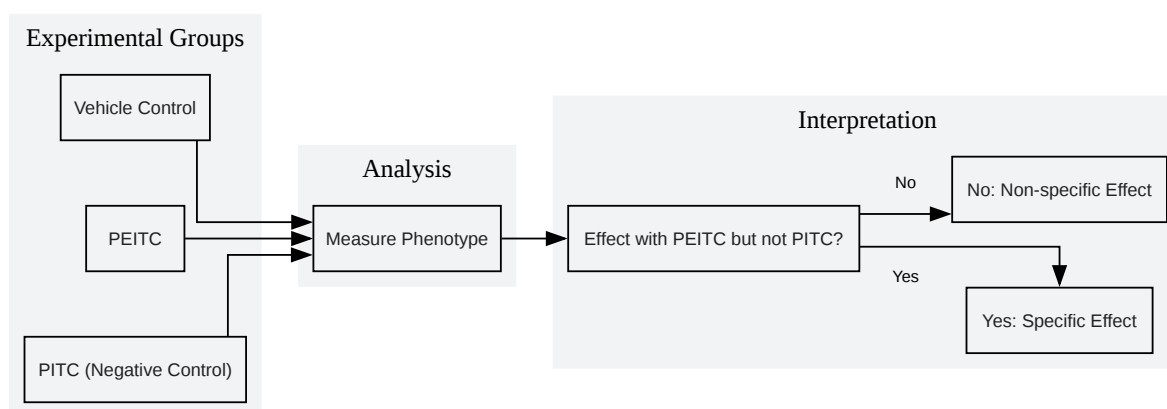 Experimental Groups
Vehicle Control
PEITC
PITC (Negative Control)
Analysis
Measure Phenotype
Interpretation
Effect with PEITC but not PITC?
No
No: Non-specific Effect
Yes
Yes: Specific Effect